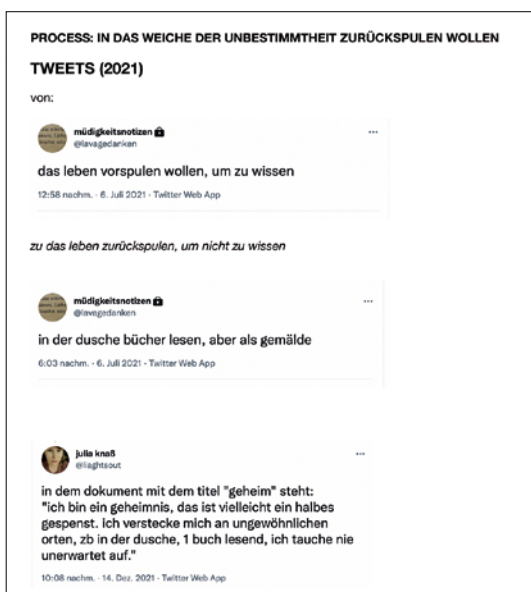 PROCESS: IN DAS WEICHE DER UNBESTIMMTHEIT ZURÜCKSPULEN WOLLEN
TWEETS (2021)
von:
müdigkeitsnotizen
@lavagedanken
das leben vorspulen wollen, um zu wissen
12:58 nachm. · 6. Juli 2021 · Twitter Web App
zu das leben zurückspulen, um nicht zu wissen
müdigkeitsnotizen
@lavagedanken
in der dusche bücher lesen, aber als gemälde
6:03 nachm. · 6. Juli 2021 · Twitter Web App
julia knaß
@liaghtsout
in dem dokument mit dem titel "geheim" steht:
"ich bin ein geheimnis, das ist vielleicht ein halbes
gespenst. ich verstecke mich an ungewöhnlichen
orten, zb in der dusche, 1 buch lesend, ich tauche nie
unerwartet auf."
10:08 nachm. · 14. Dez. 2021 · Twitter Web App